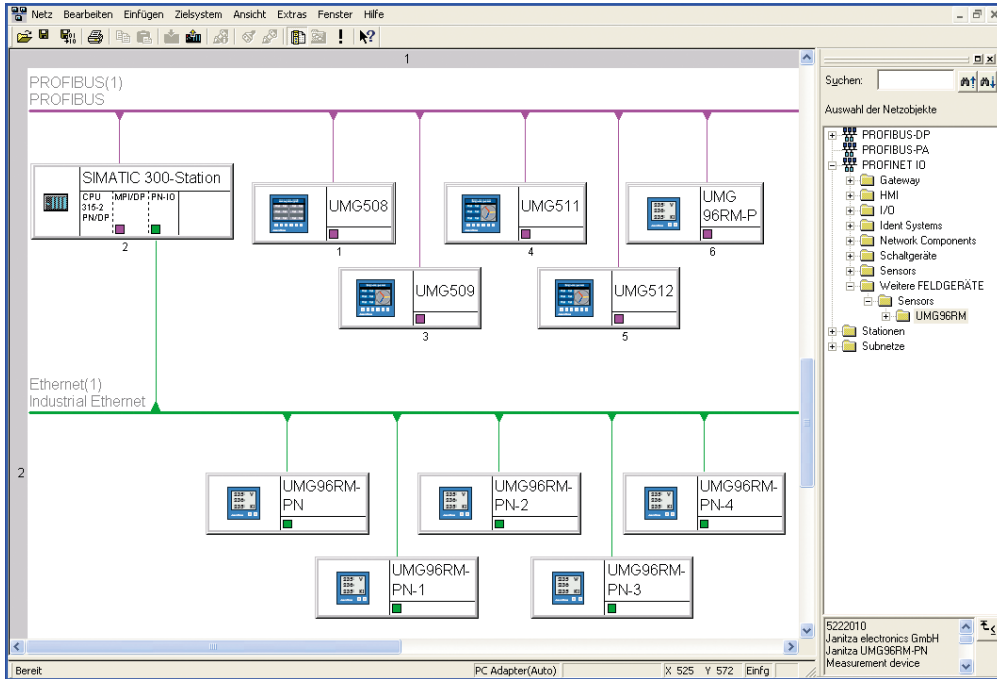 Netz Bearbeiten Einfügen Zielsystem Ansicht Extras Fenster Hilfe
1
PROFIBUS(1)
PROFIBUS
SIMATIC 300-Station
CPU 315-2 PN/DP
MPI/DP
PN-IO
2
UMG508
1
UMG511
4
UMG
96RM-P
6
UMG509
3
UMG512
5
Ethernet(1)
Industrial Ethernet
2
UMG96RM-
PN
UMG96RM-
PN-2
UMG96RM-
PN-4
UMG96RM-
PN-1
UMG96RM-
PN-3
Suchen:
Auswahl der Netzobjekte
PROFIBUS-DP
PROFIBUS-PA
PROFINET IO
Gateway
HMI
I/O
Ident Systems
Network Components
Schaltgeräte
Sensors
Weitere FELDGERÄTE
Sensors
UMG96RM
Stationen
Subnetze
5222010
Janitza electronics GmbH
Janitza UMG96RM-PN
Measurement device
Bereit
PC Adapter(Auto)
X 525 Y 572
Einfg